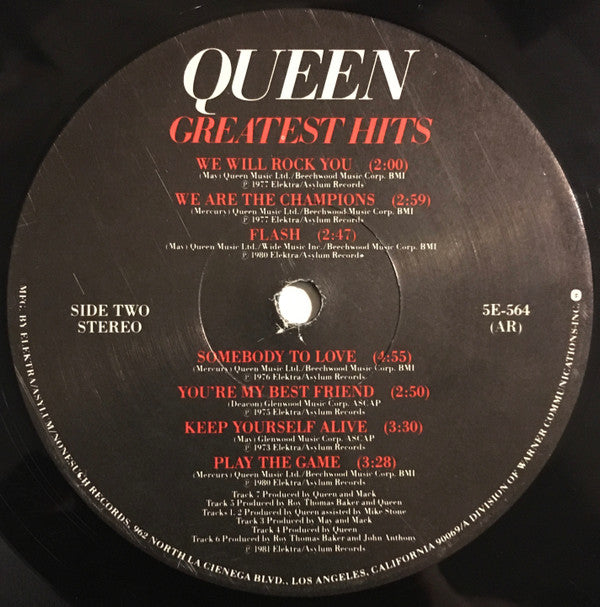 QUEEN
GREATEST HITS
WE WILL ROCK YOU (2:00)
(May) Queen Music Ltd./Beechwood Music Corp. BMI
℗ 1977 Elektra/Asylum Records
WE ARE THE CHAMPIONS (2:59)
(Mercury) Queen Music Ltd./Beechwood Music Corp. BMI
℗ 1977 Elektra/Asylum Records
FLASH (2:47)
(May) Queen Music Ltd./Wide Music Inc./Beechwood Music Corp. BMI
℗ 1980 Elektra/Asylum Records
SIDE TWO
STEREO
5E-564
(AR)
SOMEBODY TO LOVE (4:55)
(Mercury) Queen Music Ltd./Beechwood Music Corp. BMI
℗ 1976 Elektra/Asylum Records
YOU'RE MY BEST FRIEND (2:50)
(Deacon) Glenwood Music Corp. ASCAP
℗ 1975 Elektra/Asylum Records
KEEP YOURSELF ALIVE (3:30)
(May) Glenwood Music Corp. ASCAP
℗ 1973 Elektra/Asylum Records
PLAY THE GAME (3:28)
(Mercury) Queen Music Ltd./Beechwood Music Corp. BMI
℗ 1980 Elektra/Asylum Records
Track 7 Produced by Queen and Mack
Track 5 Produced by Roy Thomas Baker and Queen
Tracks 1, 2 Produced by Queen assisted by Mike Stone
Track 3 Produced by May and Mack
Track 4 Produced by Queen
Track 6 Produced by Roy Thomas Baker and John Anthony
℗ 1981 Elektra/Asylum Records
MFG. BY ELEKTRA/ASYLUM/NONESUCH RECORDS, 962 NORTH LA CIENEGA BLVD., LOS ANGELES, CALIFORNIA 90069/A DIVISION OF WARNER COMMUNICATIONS INC.